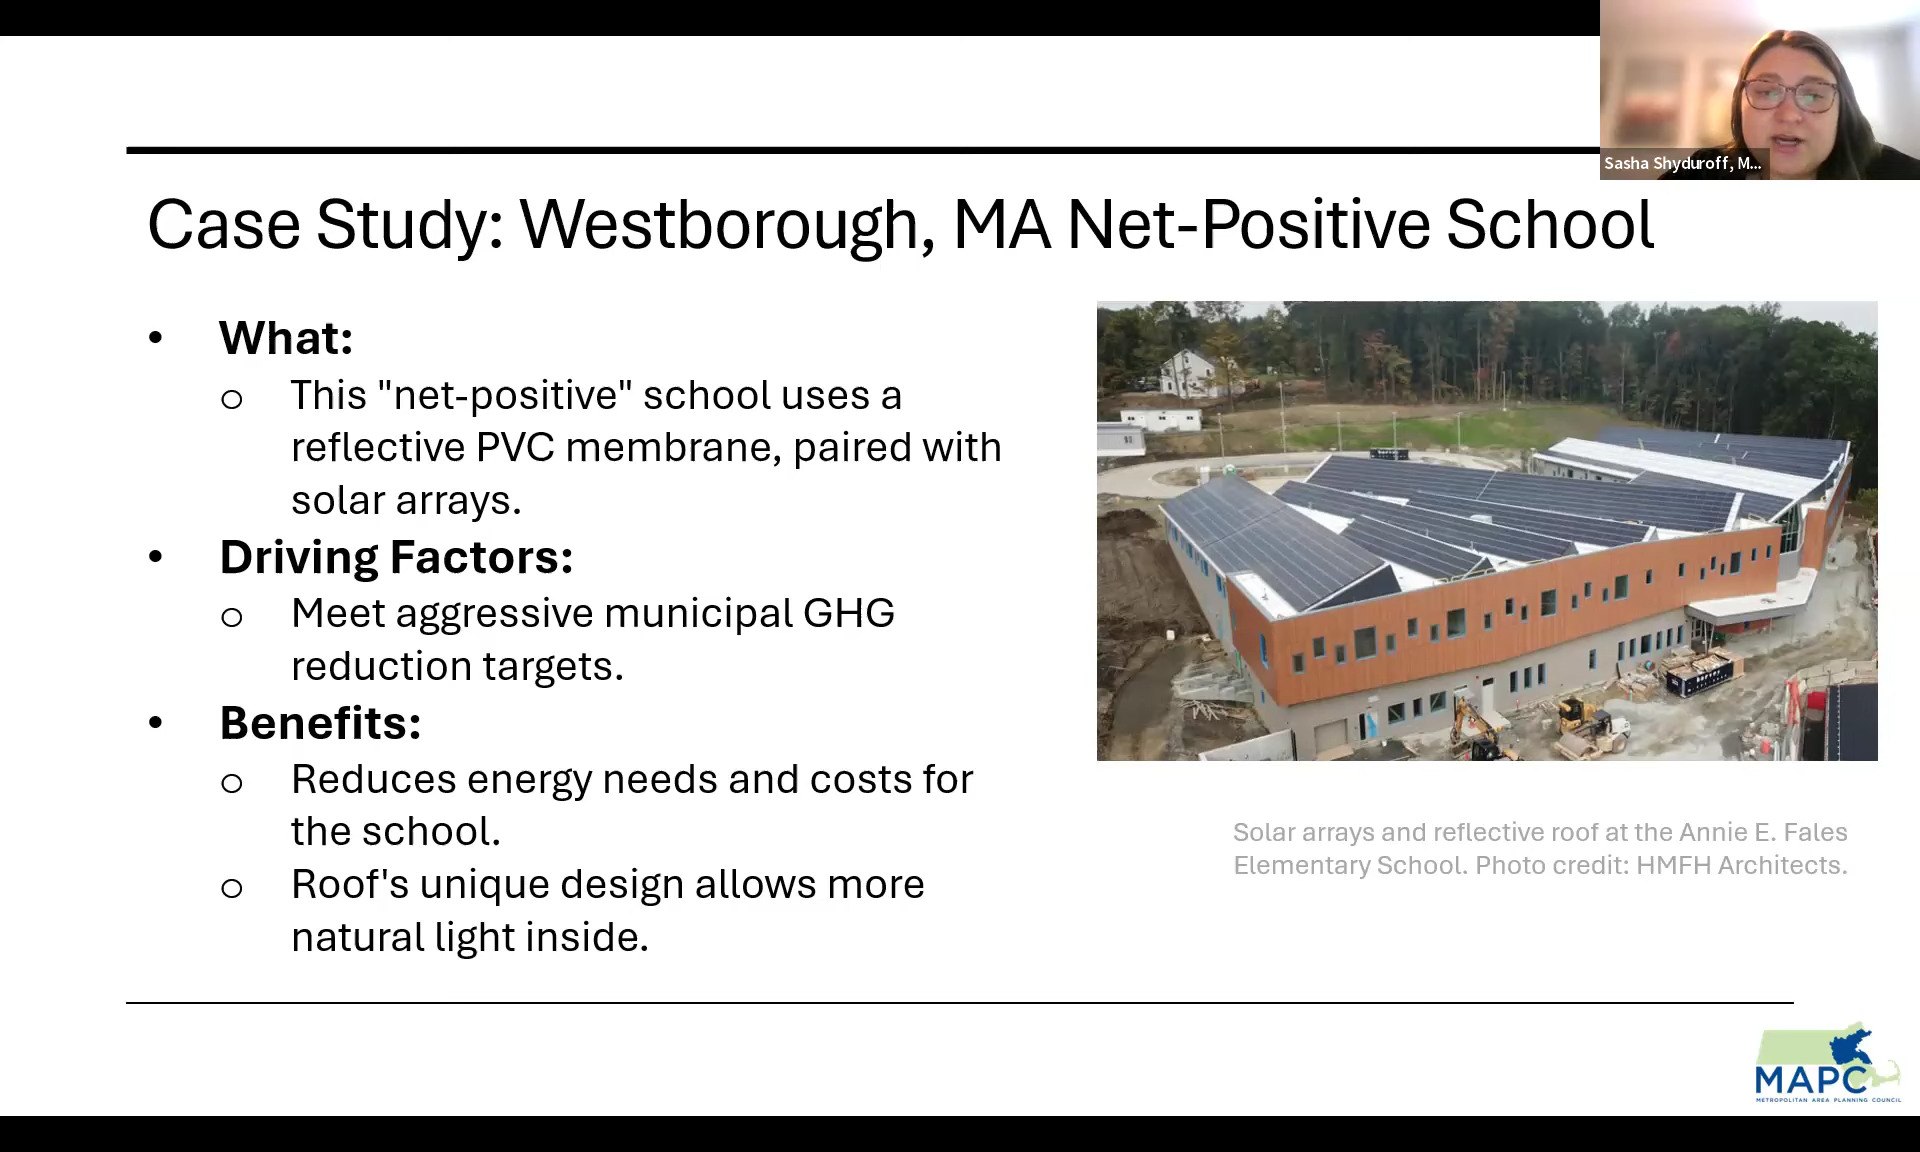 Sasha Shyduroff, M...
Case Study: Westborough, MA Net-Positive School
• What:
o This "net-positive" school uses a
reflective PVC membrane, paired with
solar arrays.
• Driving Factors:
o Meet aggressive municipal GHG
reduction targets.
• Benefits:
o Reduces energy needs and costs for
the school.
o Roof's unique design allows more
natural light inside.
Solar arrays and reflective roof at the Annie E. Fales
Elementary School. Photo credit: HMFH Architects.
MAPC
METROPOLITAN AREA PLANNING COUNCIL